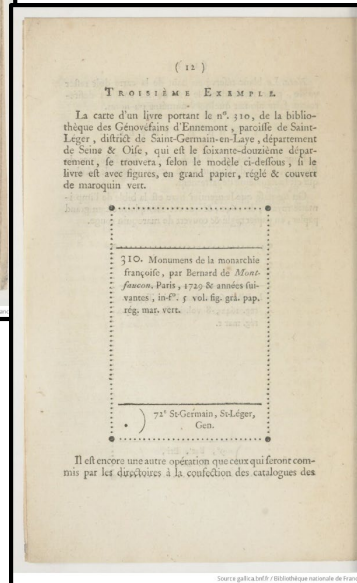 ( 12 )
TROISIÈME EXEMPLE.
La carte d'un livre portant le nº. 310, de la biblio-
thèque des Génovéfains d'Ennemont, paroisse de Saint-
Léger, district de Saint-Germain-en-Laye, département
de Seine & Oise, qui est le soixante-douzième dépar-
tement, se trouvera, selon le modèle ci-dessous, si le
livre est avec figures, en grand papier, réglé & couvert
de maroquin vert.
310. Monumens de la monarchie
françoise, par Bernard de Mont-
faucon, Paris, 1729 & années sui-
vantes, in-fº. 5 vol. fig. grâ. pap.
rég. mar. vert.
72ᵉ St-Germain, St-Léger,
Gen.
Il est encore une autre opération que ceux qui seront com-
mis par les directoires à la confection des catalogues des
Source gallica.bnf.fr / Bibliothèque nationale de Franc